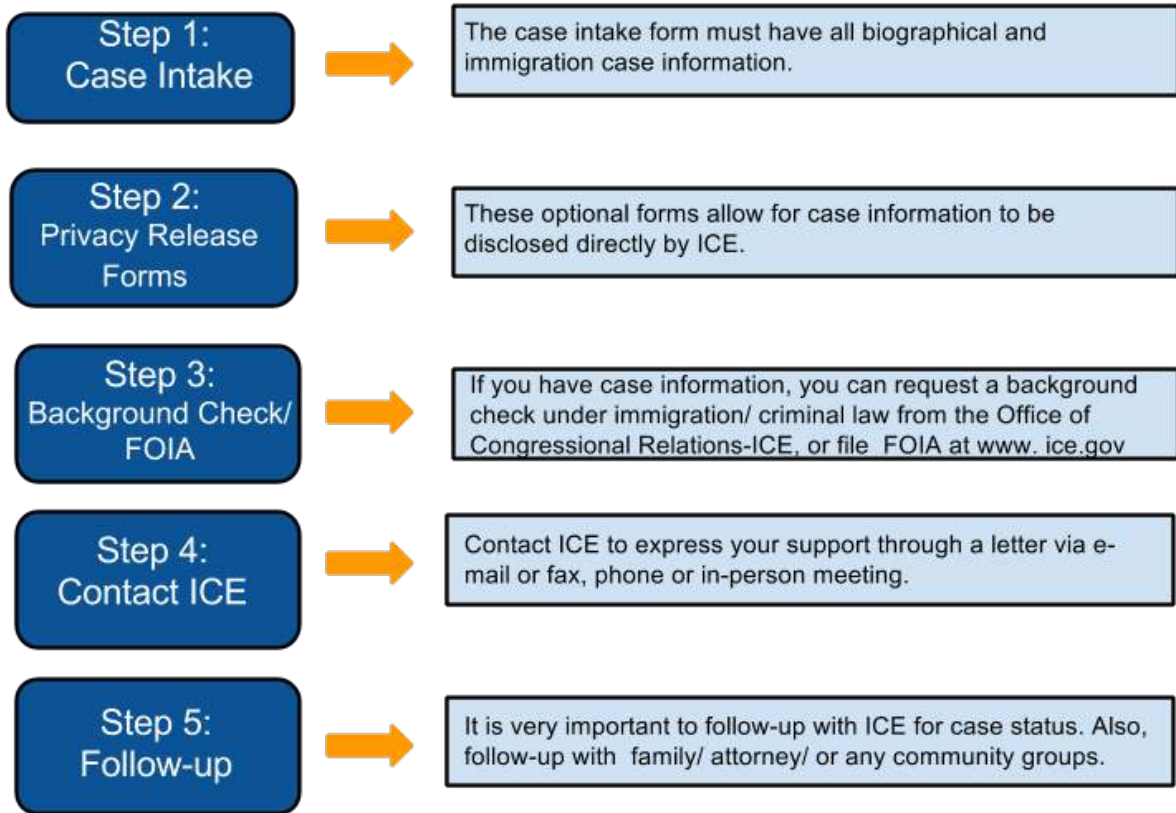 Step 1:
Case Intake
The case intake form must have all biographical and
immigration case information.
Step 2:
Privacy Release
Forms
These optional forms allow for case information to be
disclosed directly by ICE.
Step 3:
Background Check/
FOIA
If you have case information, you can request a background
check under immigration/ criminal law from the Office of
Congressional Relations-ICE, or file  FOIA at www. ice.gov
Step 4:
Contact ICE
Contact ICE to express your support through a letter via e-
mail or fax, phone or in-person meeting.
Step 5:
Follow-up
It is very important to follow-up with ICE for case status. Also,
follow-up with  family/ attorney/ or any community groups.